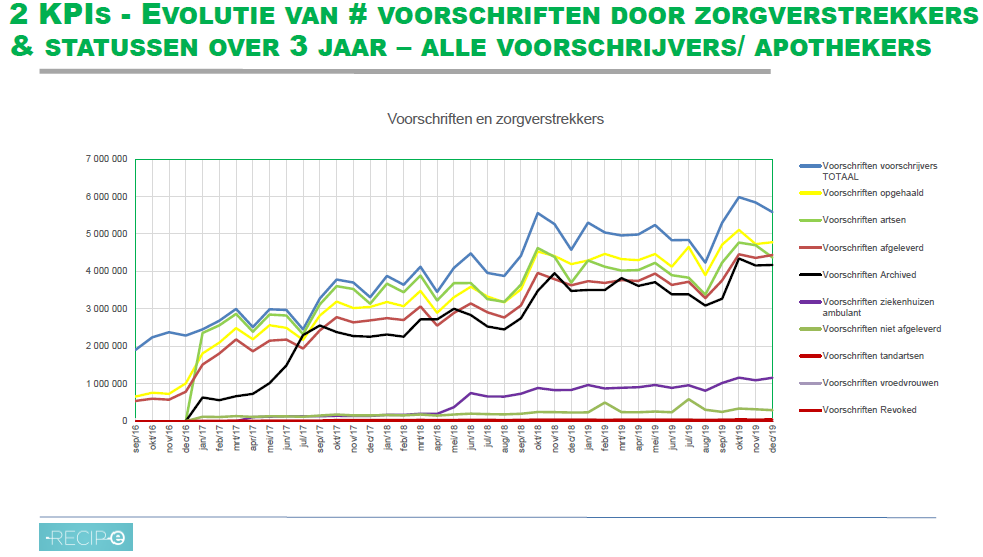 2 KPIs - Evolutie van # voorschriften door zorgverstrekkers
& statussen over 3 jaar – alle voorschrijvers/ apothekers
Voorschriften en zorgverstrekkers
7 000 000
6 000 000
5 000 000
4 000 000
3 000 000
2 000 000
1 000 000
0
sep/16
okt/16
nov/16
dec/16
jan/17
feb/17
mrt/17
apr/17
mei/17
jun/17
jul/17
aug/17
sep/17
okt/17
nov/17
dec/17
jan/18
feb/18
mrt/18
apr/18
mei/18
jun/18
jul/18
aug/18
sep/18
okt/18
nov/18
dec/18
jan/19
feb/19
mrt/19
apr/19
mei/19
jun/19
jul/19
aug/19
sep/19
okt/19
nov/19
dec/19
Voorschriften voorschrijvers
TOTAAL
Voorschriften opgehaald
Voorschriften artsen
Voorschriften afgeleverd
Voorschriften Archived
Voorschriften ziekenhuizen
ambulant
Voorschriften niet afgeleverd
Voorschriften tandartsen
Voorschriften vroedvrouwen
Voorschriften Revoked
RECIP-e